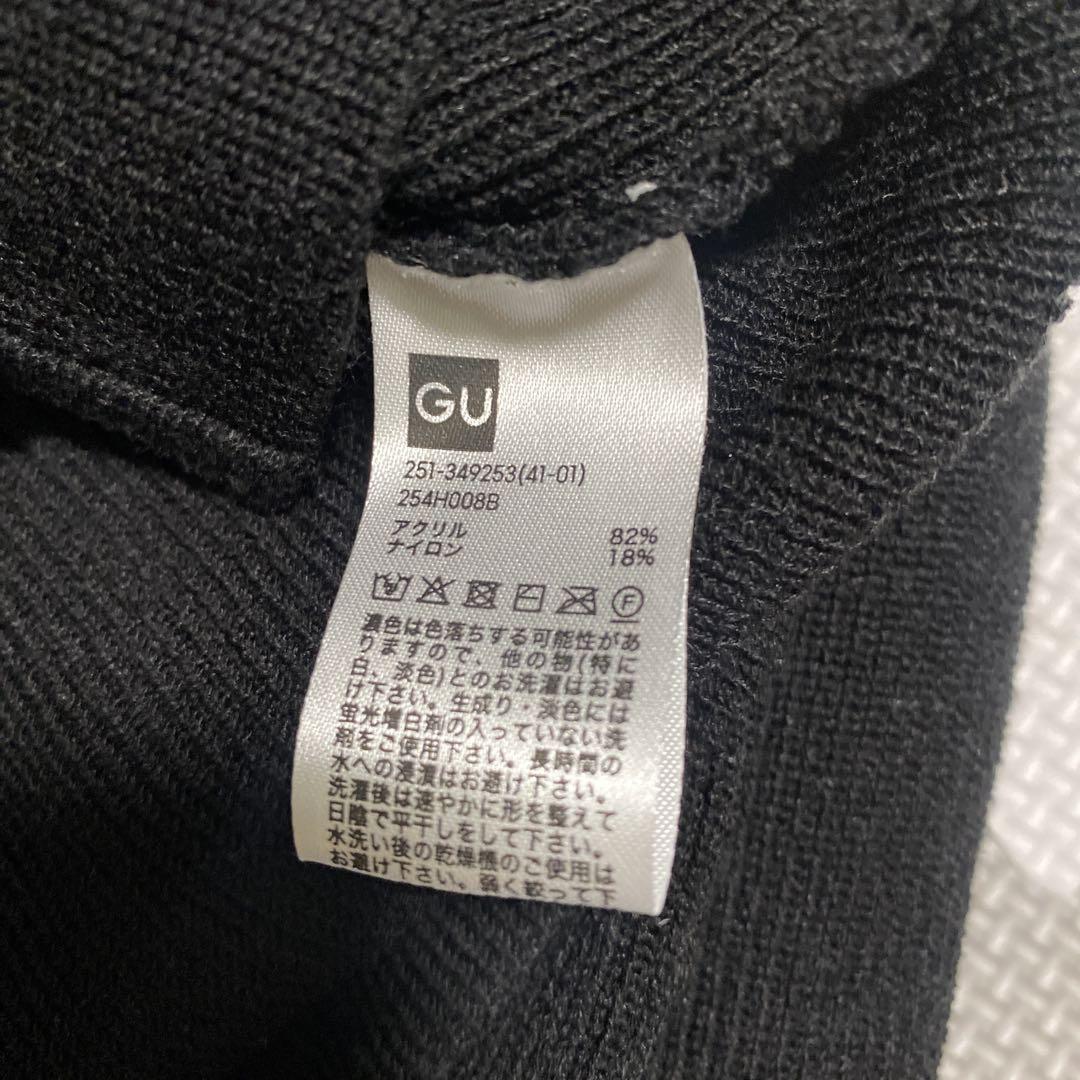 GU
251-349253(41-01)
254H008B
アクリル 82%
ナイロン 18%
F
濃色は色落ちする可能性があ
りますので、他の物(特に
白、淡色)とのお洗濯はお避
け下さい。生成り・淡色には
蛍光増白剤の入っていない洗
剤をご使用下さい。長時間の
水への浸漬はお避け下さい。
洗濯後は速やかに形を整えて
日陰で平干しをして下さい。
水洗い後の乾燥機のご使用は
お避け下さい。弱く絞って下